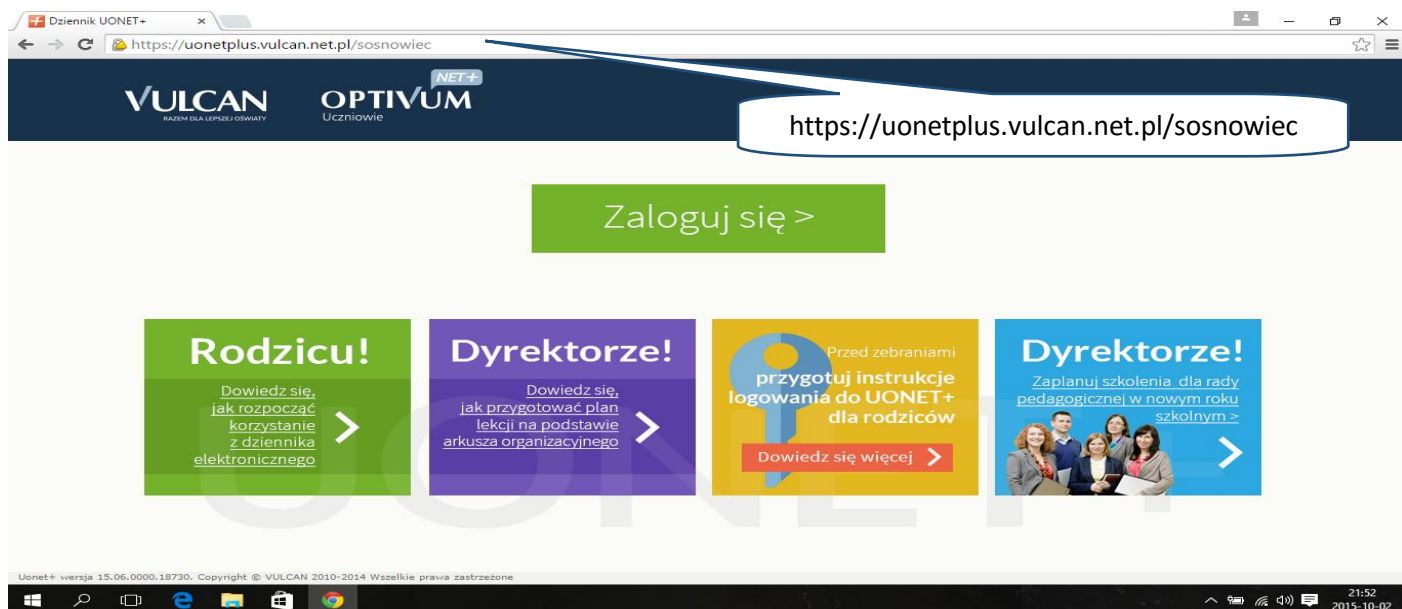 Dziennik UONET+
https://uonetplus.vulcan.net.pl/sosnowiec
VULCAN
RAZEM DLA LEPSZEJ OŚWIATY
OPTIVUM NET+
Uczniowie
https://uonetplus.vulcan.net.pl/sosnowiec
Zaloguj się >
Rodzicu!
Dowiedz się,
jak rozpocząć
korzystanie
z dziennika
elektronicznego
Dyrektorze!
Dowiedz się,
jak przygotować plan
lekcji na podstawie
arkusza organizacyjnego
Przed zebraniami
przygotuj instrukcje
logowania do UONET+
dla rodziców
Dowiedz się więcej
Dyrektorze!
Zaplanuj szkolenia dla rady
pedagogicznej w nowym roku
szkolnym >
UONET+
Uonet+ wersja 15.06.0000.18730. Copyright © VULCAN 2010-2014 Wszelkie prawa zastrzeżone
21:52
2015-10-02